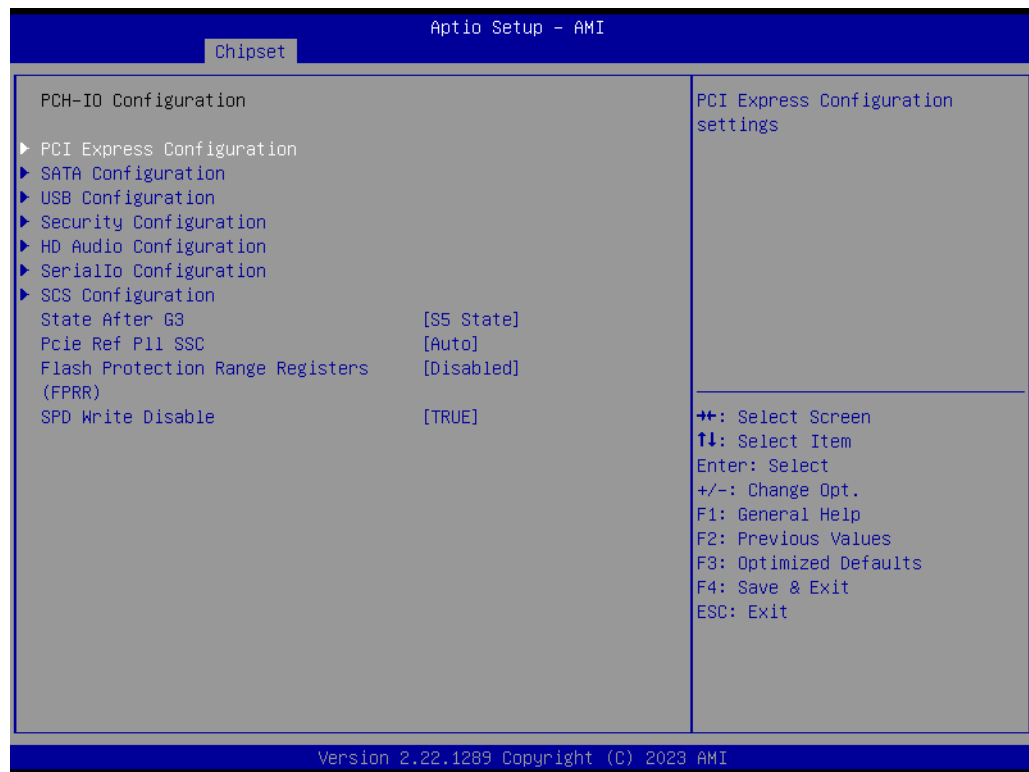 Aptio Setup – AMI
Chipset
PCH-IO Configuration
PCI Express Configuration
SATA Configuration
USB Configuration
Security Configuration
HD Audio Configuration
SerialIo Configuration
SCS Configuration
State After G3 [S5 State]
Pcie Ref Pll SSC [Auto]
Flash Protection Range Registers [Disabled]
(FPRR)
SPD Write Disable [TRUE]
PCI Express Configuration
settings
→←: Select Screen
↑↓: Select Item
Enter: Select
+/-: Change Opt.
F1: General Help
F2: Previous Values
F3: Optimized Defaults
F4: Save & Exit
ESC: Exit
Version 2.22.1289 Copyright (C) 2023 AMI